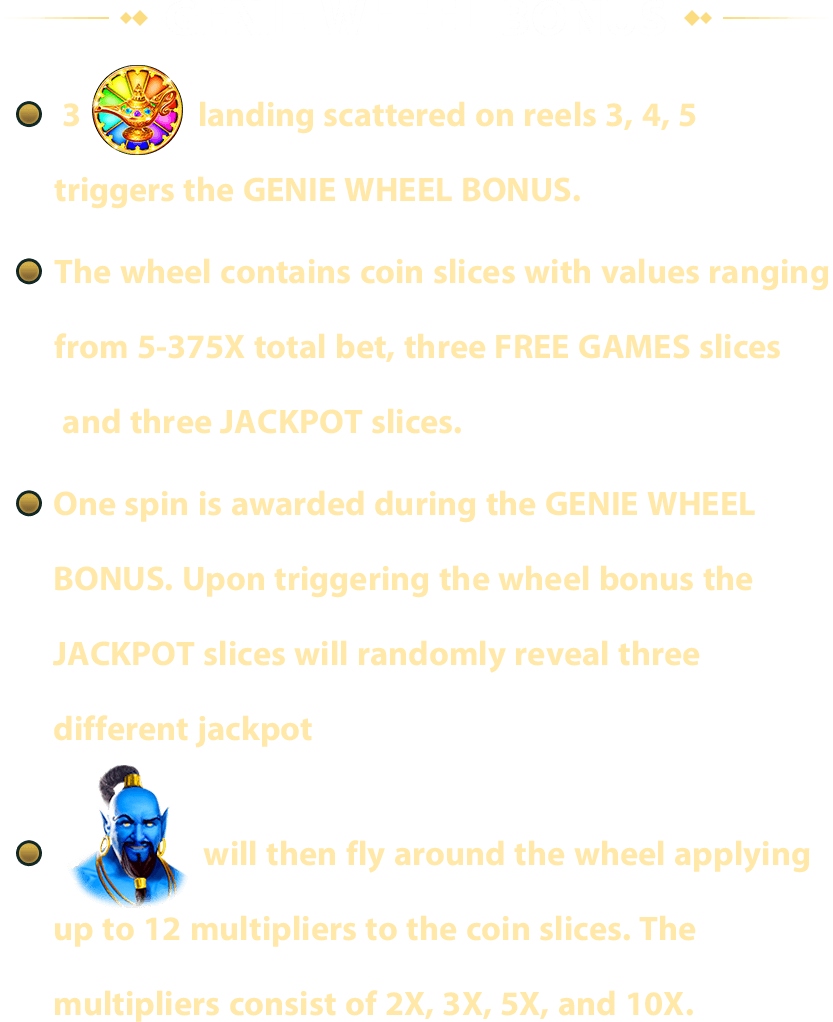 3 landing scattered on reels 3, 4, 5
triggers the GENIE WHEEL BONUS.
The wheel contains coin slices with values ranging
from 5-375X total bet, three FREE GAMES slices
and three JACKPOT slices.
One spin is awarded during the GENIE WHEEL
BONUS. Upon triggering the wheel bonus the
JACKPOT slices will randomly reveal three
different jackpot
will then fly around the wheel applying
up to 12 multipliers to the coin slices. The
multipliers consist of 2X, 3X, 5X, and 10X.